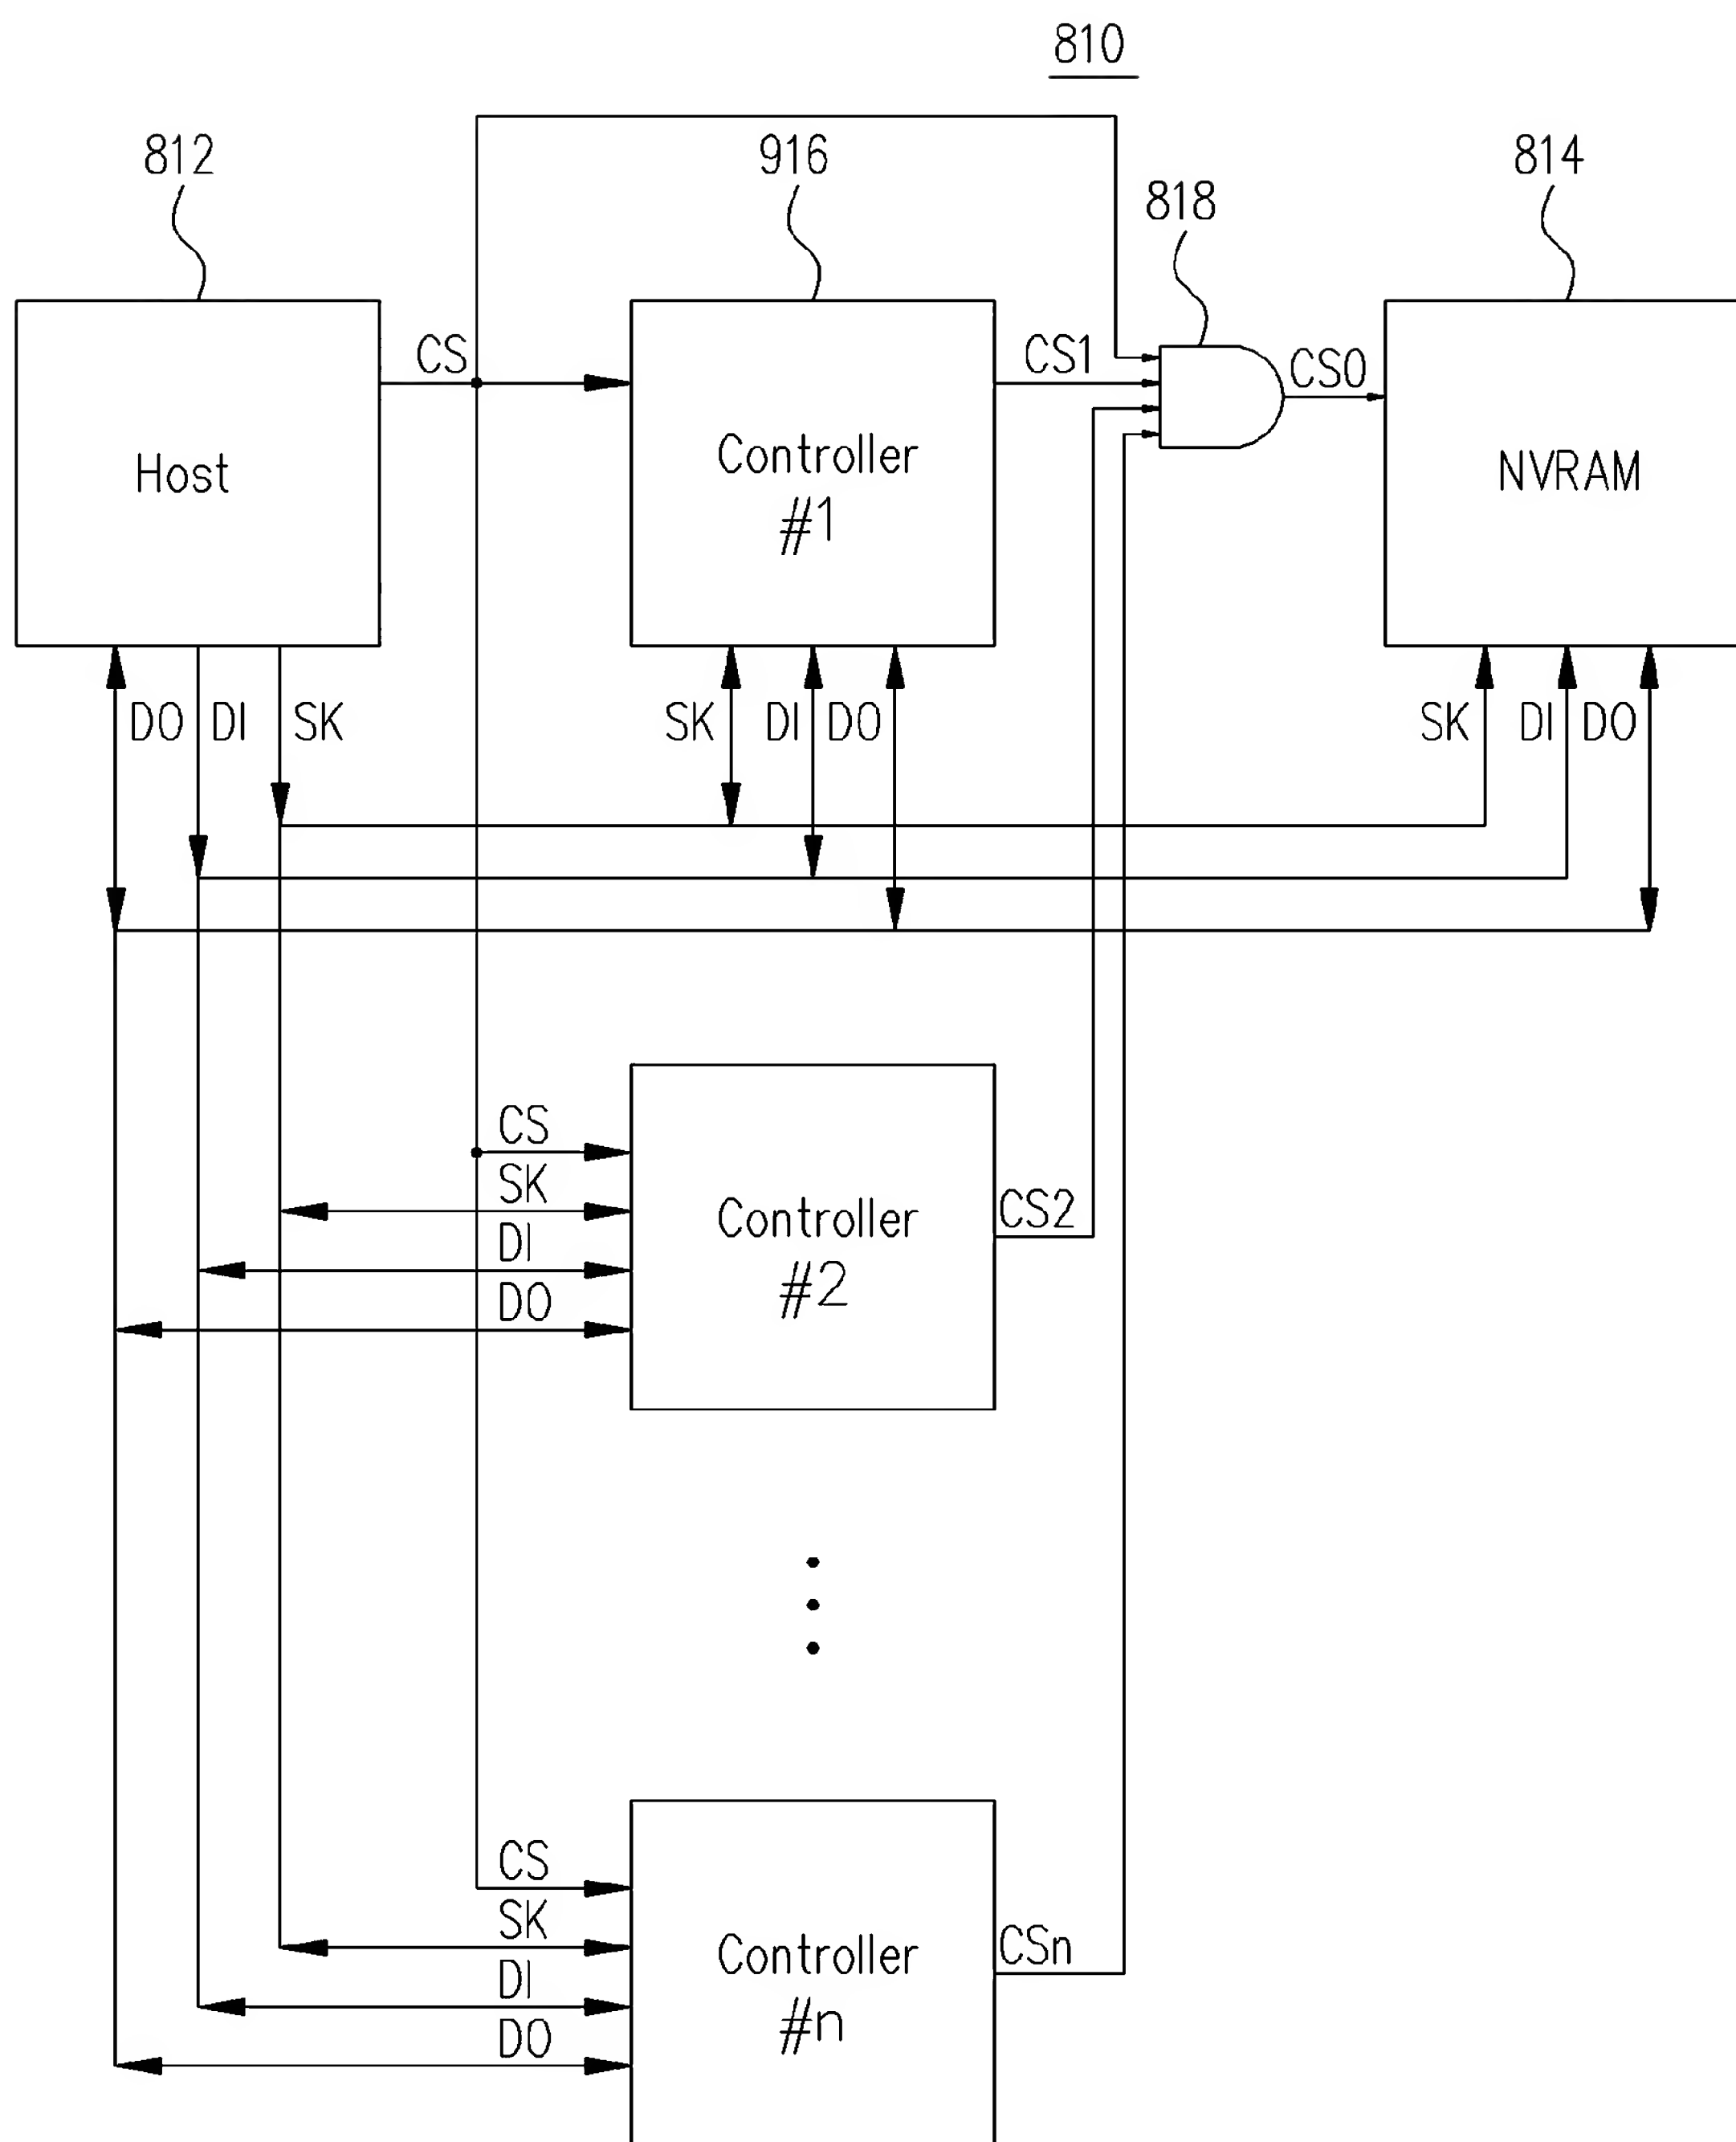 810
812
916
818
814
CS
CS1
CS0
Host
Controller
#1
NVRAM
DO
DI
SK
SK
DI
DO
SK
DI
DO
CS
SK
DI
DO
Controller
#2
CS2
CS
SK
DI
DO
Controller
#n
CSn